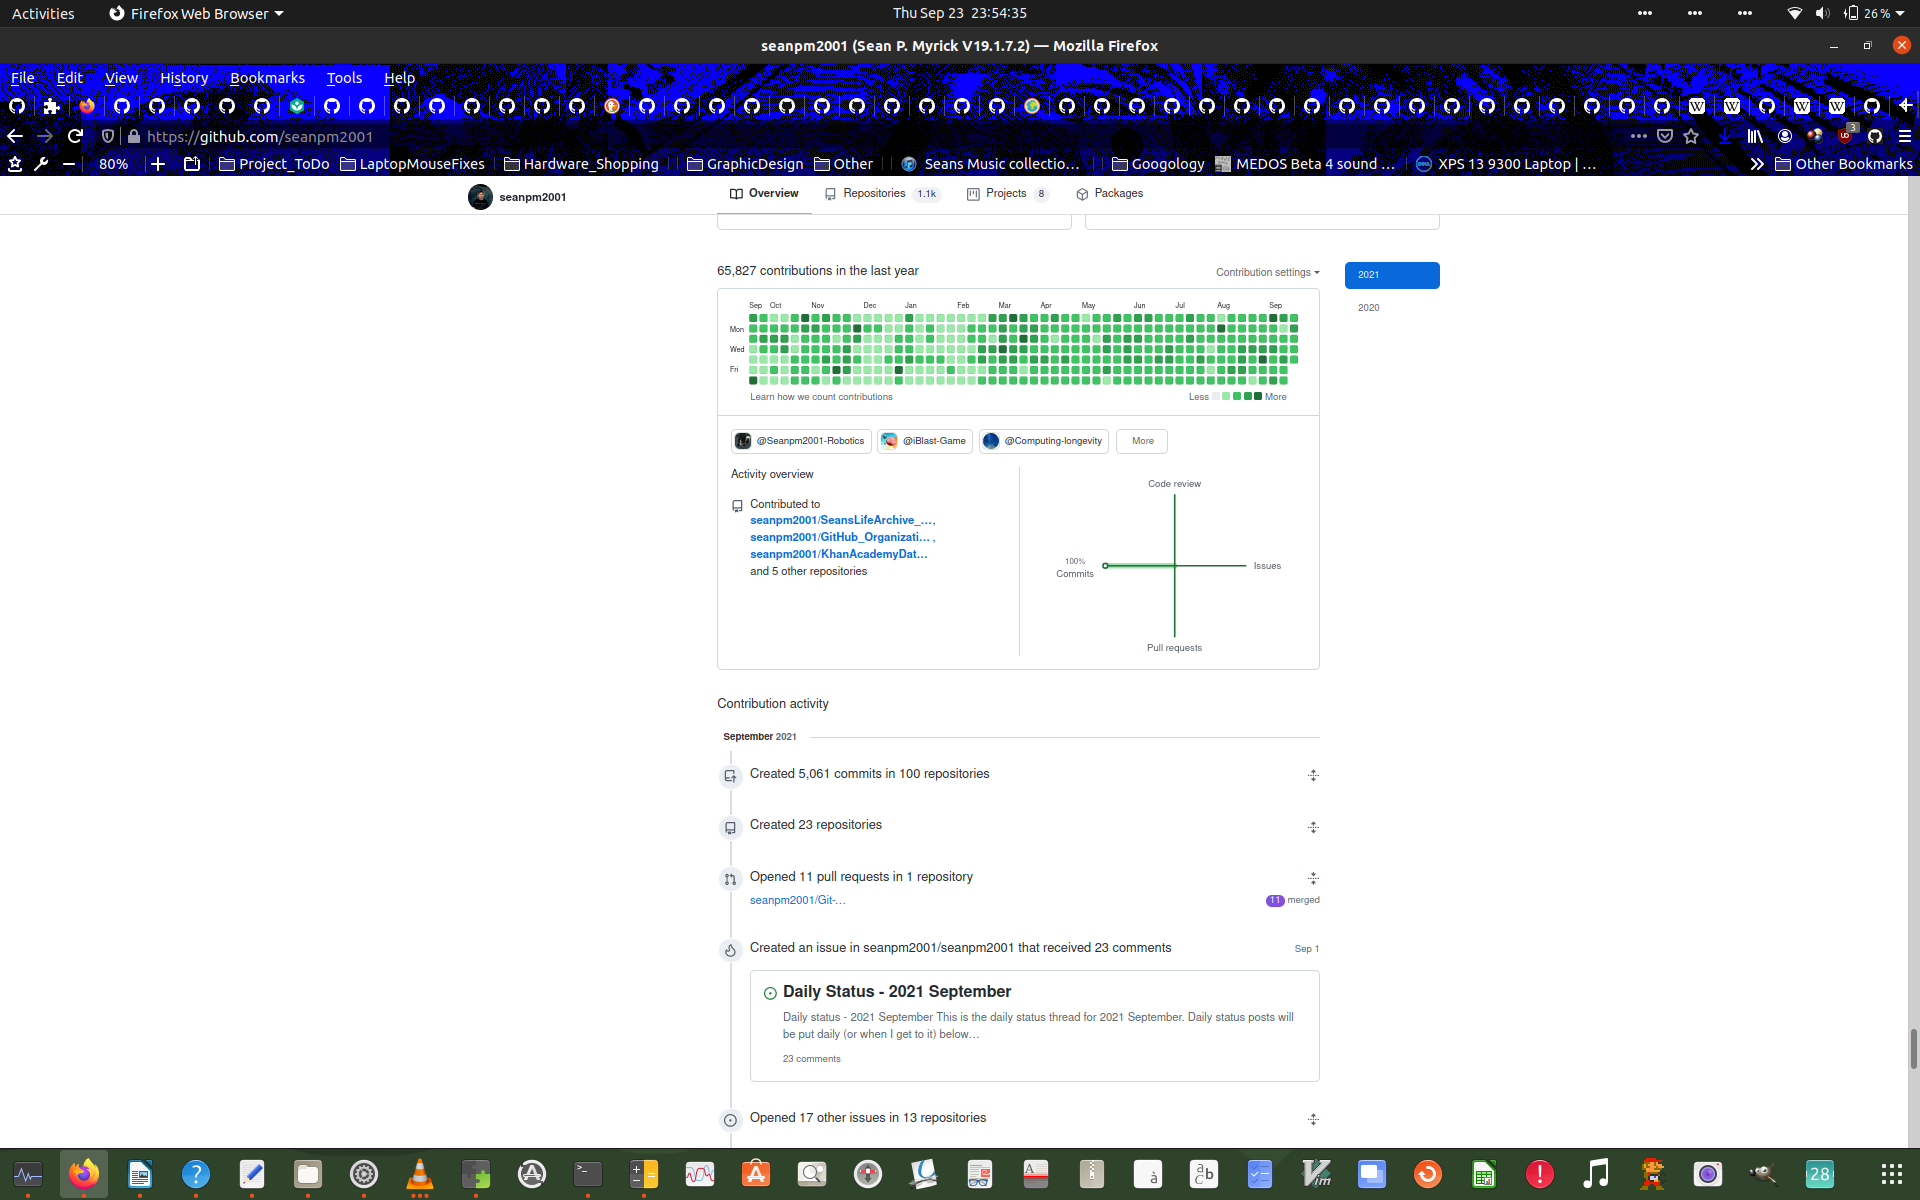 Activities Firefox Web Browser Thu Sep 23 23:54:35 26 %
seanpm2001 (Sean P. Myrick V19.1.7.2) — Mozilla Firefox
File Edit View History Bookmarks Tools Help
https://github.com/seanpm2001 3
80% Project_ToDo LaptopMouseFixes Hardware_Shopping GraphicDesign Other Seans Music collectio… Googology MEDOS Beta 4 sound … XPS 13 9300 Laptop | … Other Bookmarks
seanpm2001 Overview Repositories 1.1k Projects 8 Packages
65,827 contributions in the last year Contribution settings 2021
2020
Sep Oct Nov Dec Jan Feb Mar Apr May Jun Jul Aug Sep
Mon
Wed
Fri
Learn how we count contributions Less More
@Seanpm2001-Robotics @iBlast-Game @Computing-longevity More
Activity overview
Contributed to
seanpm2001/SeansLifeArchive_…,
seanpm2001/GitHub_Organizati… ,
seanpm2001/KhanAcademyDat…
and 5 other repositories
Code review
100%
Commits
Issues
Pull requests
Contribution activity
September 2021
Created 5,061 commits in 100 repositories
Created 23 repositories
Opened 11 pull requests in 1 repository
seanpm2001/Git-… 11 merged
Created an issue in seanpm2001/seanpm2001 that received 23 comments Sep 1
Daily Status - 2021 September
Daily status - 2021 September This is the daily status thread for 2021 September. Daily status posts will
be put daily (or when I get to it) below…
23 comments
Opened 17 other issues in 13 repositories
28